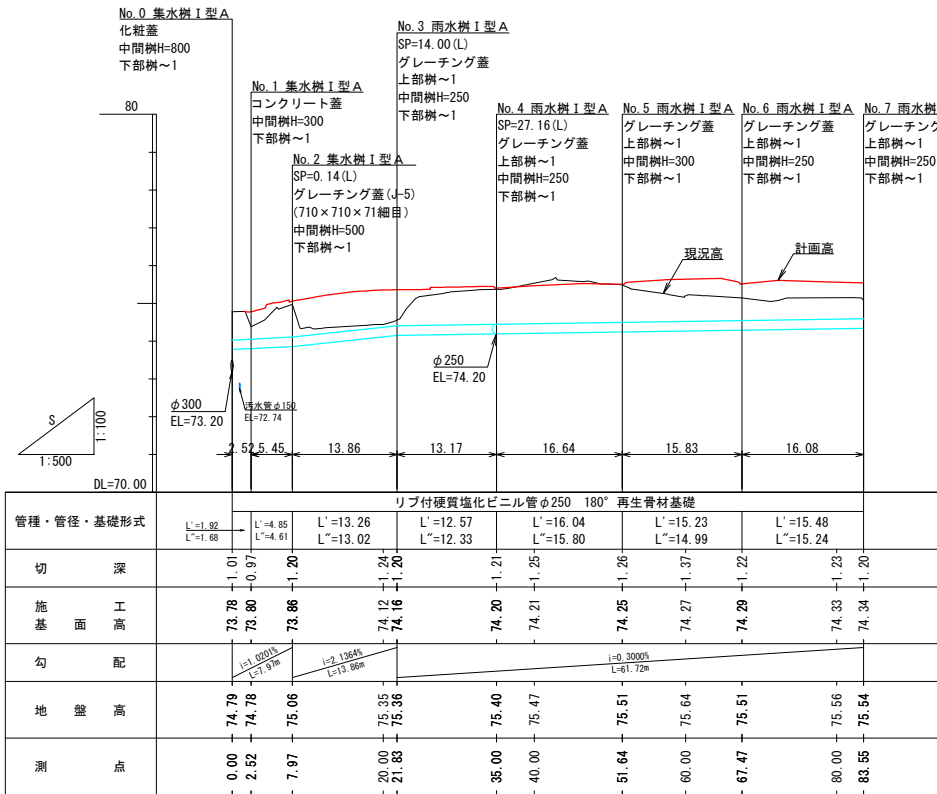 No.0 集水桝Ⅰ型A
化粧蓋
中間桝H=800
下部桝～1
No.1 集水桝Ⅰ型A
コンクリート蓋
中間桝H=300
下部桝～1
No.2 集水桝Ⅰ型A
SP=0.14(L)
グレーチング蓋(J-5)
(710×710×71細目)
中間桝H=500
下部桝～1
No.3 雨水桝Ⅰ型A
SP=14.00(L)
グレーチング蓋
上部桝～1
中間桝H=250
下部桝～1
No.4 雨水桝Ⅰ型A
SP=27.16(L)
グレーチング蓋
上部桝～1
中間桝H=250
下部桝～1
No.5 雨水桝Ⅰ型A
グレーチング蓋
上部桝～1
中間桝H=300
下部桝～1
No.6 雨水桝Ⅰ型A
グレーチング蓋
上部桝～1
中間桝H=250
下部桝～1
No.7 雨水桝
グレーチング
上部桝～1
中間桝H=250
下部桝～1
80
現況高
計画高
φ300
EL=73.20
汚水管φ150
EL=72.74
φ250
EL=74.20
S
1:100
1:500
DL=70.00
2.52 5.45 13.86 13.17 16.64 15.83 16.08
リブ付硬質塩化ビニル管φ250 180° 再生骨材基礎
管種・管径・基礎形式
L'=1.92 L'=4.85 L'=13.26 L'=12.57 L'=16.04 L'=15.23 L'=15.48
L"=1.68 L"=4.61 L"=13.02 L"=12.33 L"=15.80 L"=14.99 L"=15.24
切深 1.01 0.97 1.20 1.24 1.20 1.21 1.25 1.26 1.37 1.22 1.23 1.20
施工
基面高 73.78 73.80 73.86 74.12 74.16 74.20 74.21 74.25 74.27 74.29 74.33 74.34
勾配 i=1.0201% i=2.1364% i=0.3000%
L=7.97m L=13.86m L=61.72m
地盤高 74.79 74.78 75.06 75.35 75.36 75.40 75.47 75.51 75.64 75.51 75.56 75.54
測点 0.00 2.52 7.97 20.00 21.83 35.00 40.00 51.64 60.00 67.47 80.00 83.55